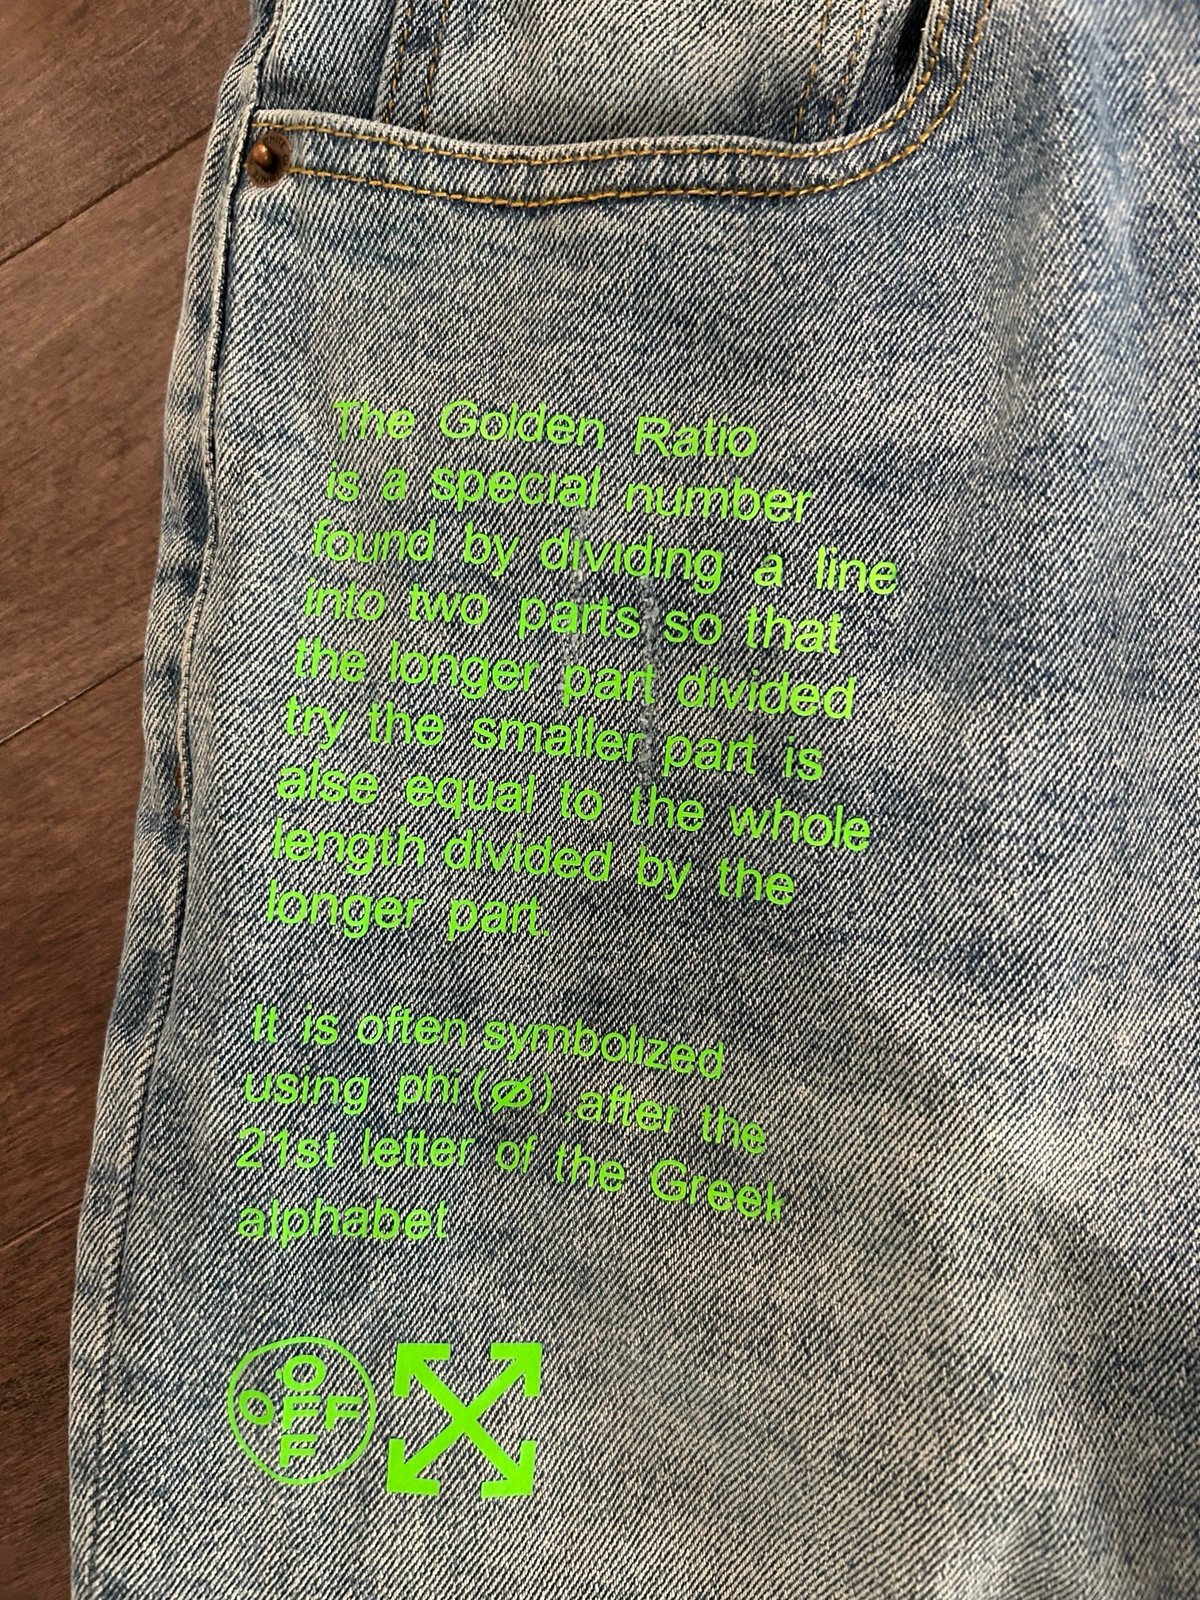 The Golden Ratio
is a special number
found by dividing a line
into two parts so that
the longer part divided
try the smaller part is
alse equal to the whole
length divided by the
longer part.
It is often symbolized
using phi (Ø) ,after the
21st letter of the Greek
alphabet
OFF
OFF